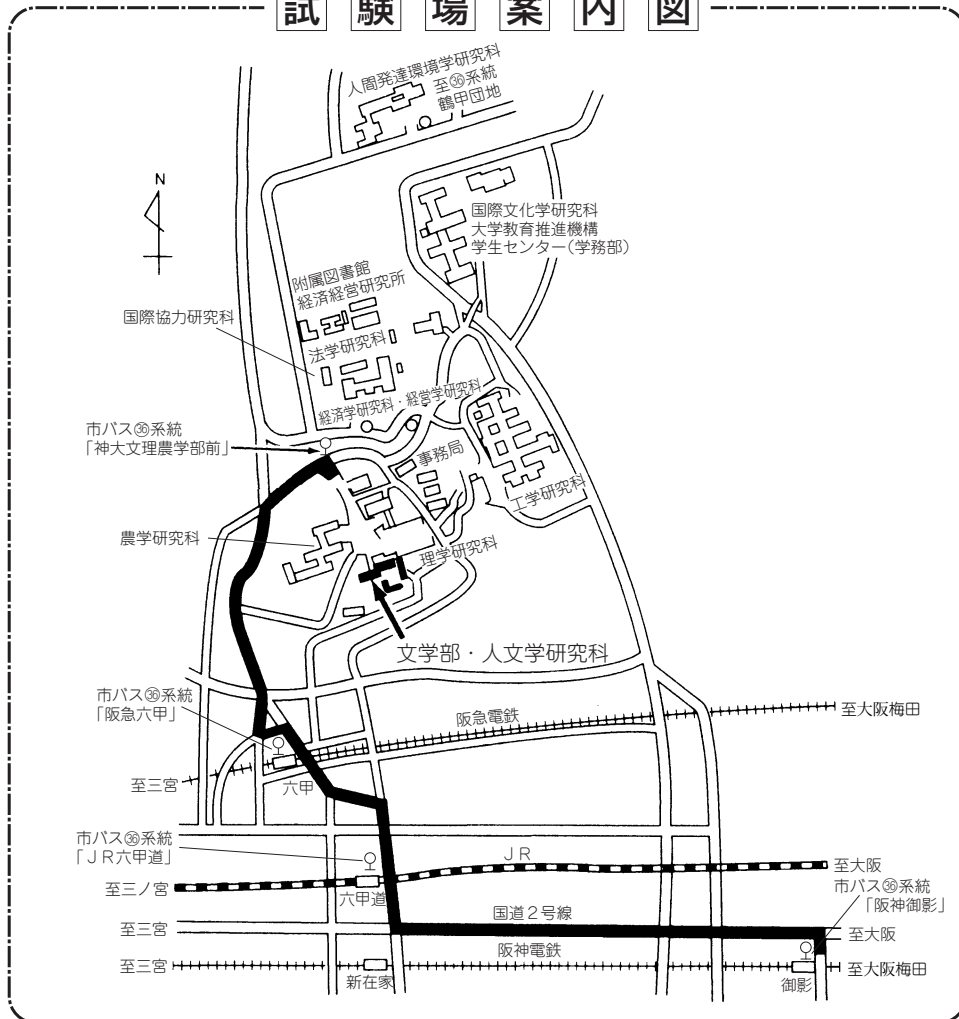 試験場案内図
人間発達環境学研究科
至㊱系統
鶴甲団地
N
国際文化学研究科
大学教育推進機構
学生センター(学務部)
附属図書館
経済経営研究所
国際協力研究科
法学研究科
経済学研究科・経営学研究科
市バス㊱系統
「神大文理農学部前」
事務局
工学研究科
農学研究科
理学研究科
文学部・人文学研究科
市バス㊱系統
「阪急六甲」
阪急電鉄
至大阪梅田
至三宮
六甲
市バス㊱系統
「JR六甲道」
JR
至大阪
至三ノ宮
六甲道
市バス㊱系統
「阪神御影」
国道2号線
至三宮
至大阪
阪神電鉄
至三宮
至大阪梅田
新在家
御影